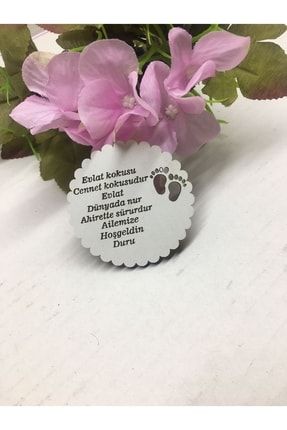 Evlat kokusu
Cennet kokusudur
Evlat
Dünyada nur
Ahirette sürurdur
Ailemize
Hoşgeldin
Duru